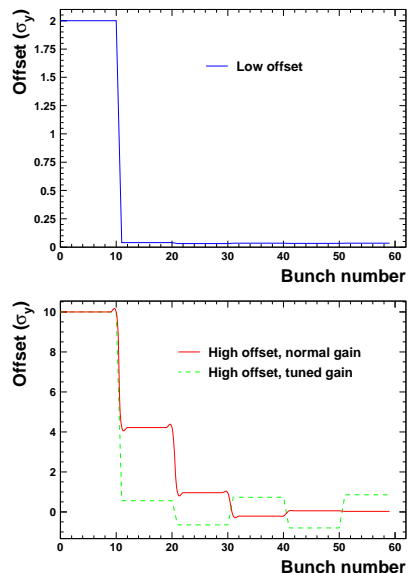 Offset (σy)
2
1.75
1.5
1.25
1
0.75
0.5
0.25
0
Low offset
0 10 20 30 40 50 60
Bunch number
Offset (σy)
10
8
6
4
2
0
High offset, normal gain
High offset, tuned gain
0 10 20 30 40 50 60
Bunch number